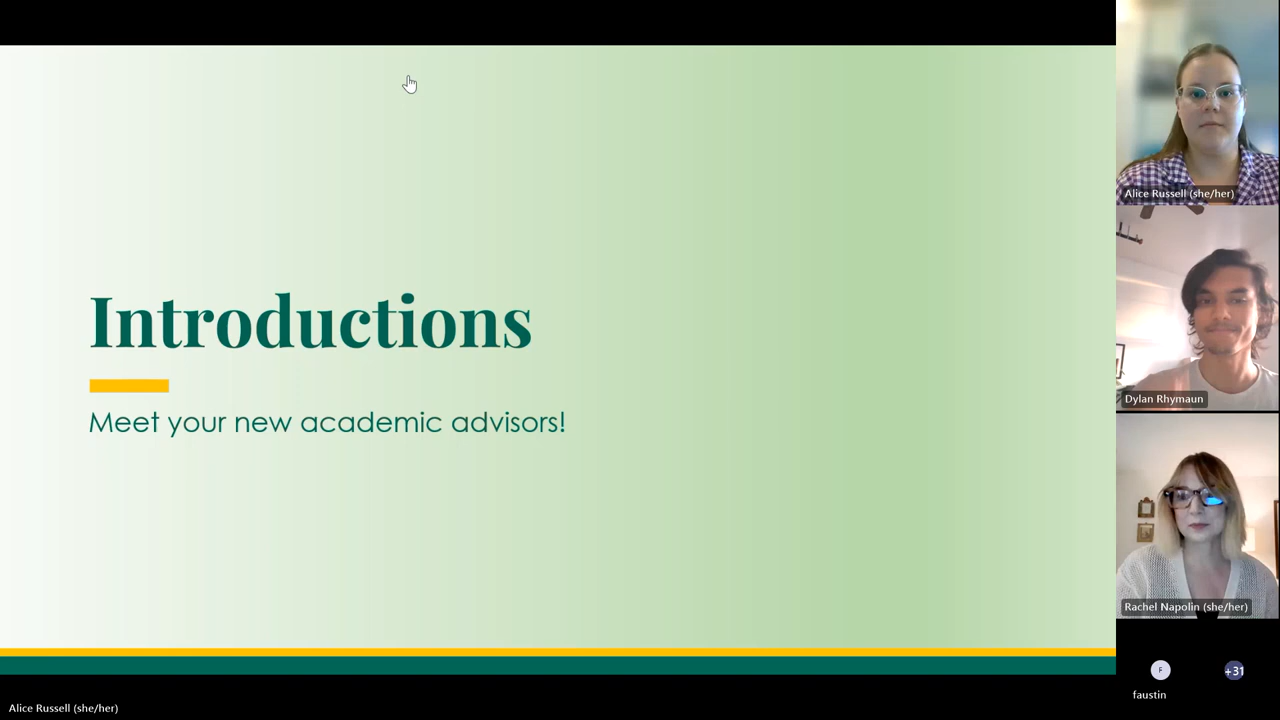 Introductions
Meet your new academic advisors!
Alice Russell (she/her)
Dylan Rhymaun
Rachel Napolin (she/her)
F
+31
faustin
Alice Russell (she/her)